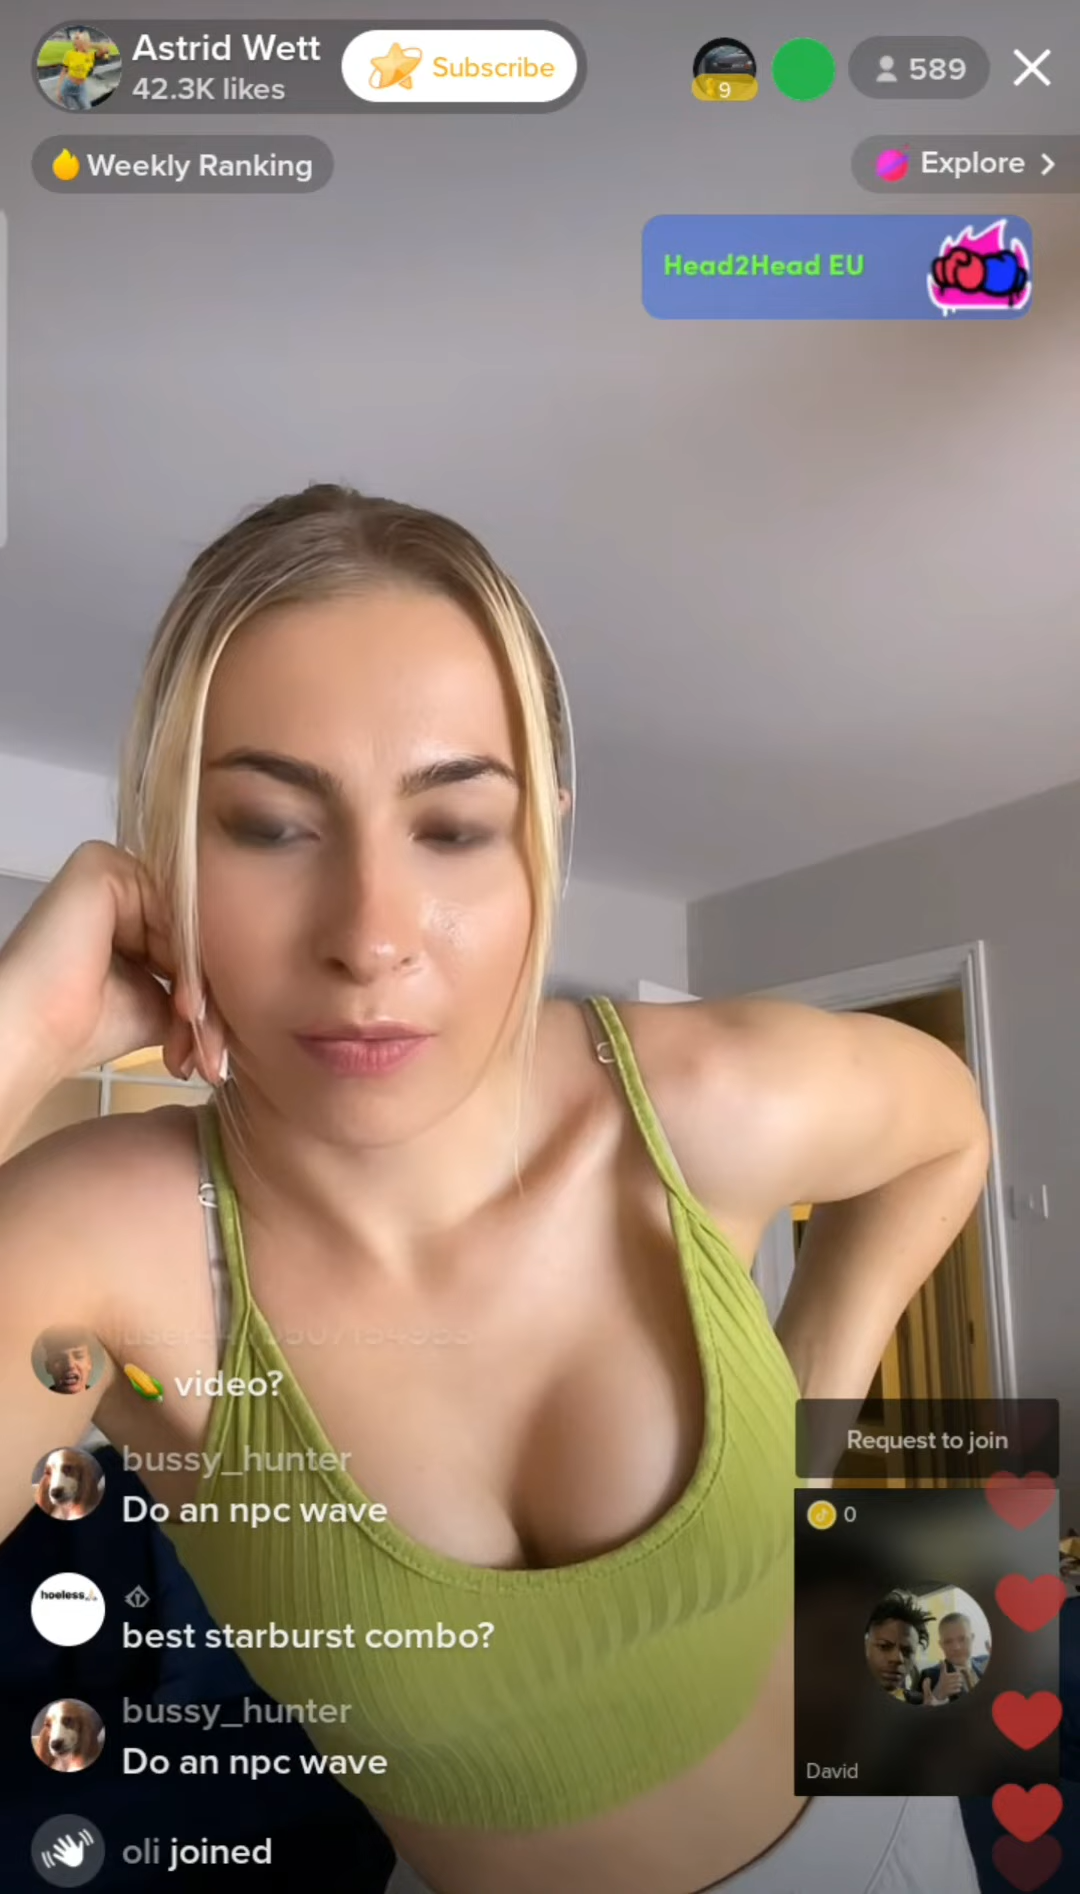 Astrid Wett
42.3K likes
Subscribe
9
589
Weekly Ranking
Explore
Head2Head EU
video?
bussy_hunter
Do an npc wave
hoeless
best starburst combo?
bussy_hunter
Do an npc wave
oli joined
Request to join
0
David